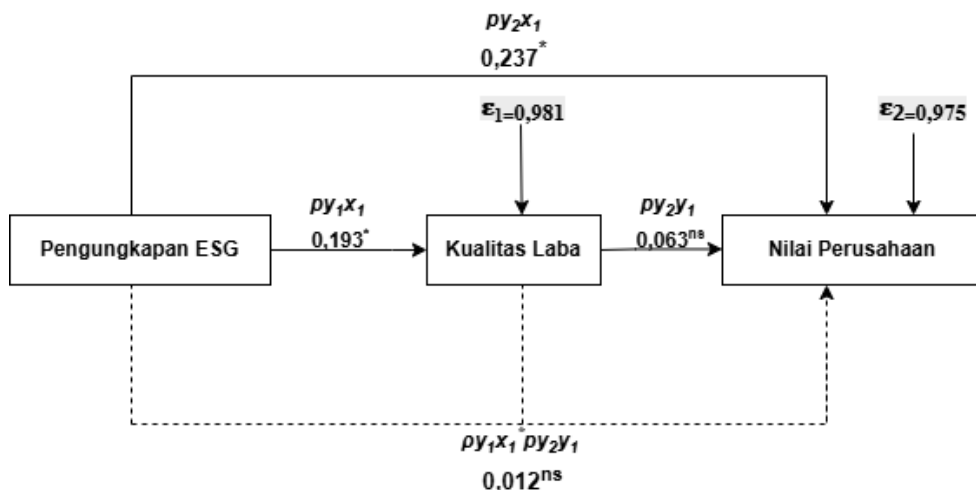 py₂x₁
0,237*
ε₁=0,981
ε2=0,975
py₁x₁
0,193*
py₂y₁
0,063ⁿˢ
Pengungkapan ESG
Kualitas Laba
Nilai Perusahaan
ρy₁x₁*py₂y₁
0.012ⁿˢ